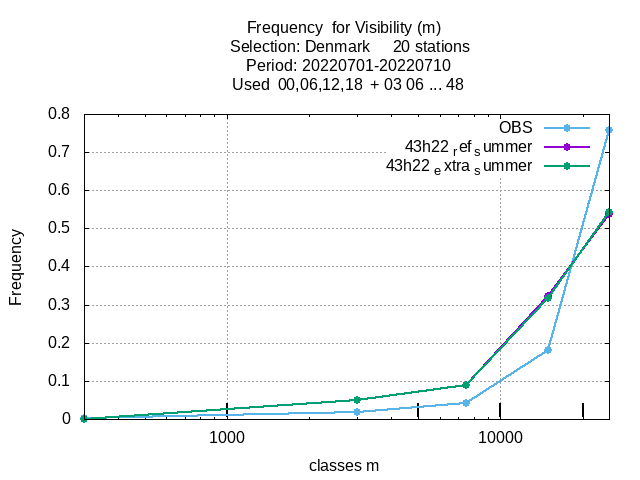 Frequency  for Visibility (m)
Selection: Denmark     20 stations
Period: 20220701-20220710
Used  00,06,12,18  + 03 06 ... 48
OBS
43h22 ref summer
43h22 extra summer
0.8
0.7
0.6
0.5
0.4
0.3
0.2
0.1
0
Frequency
1000
10000
classes m